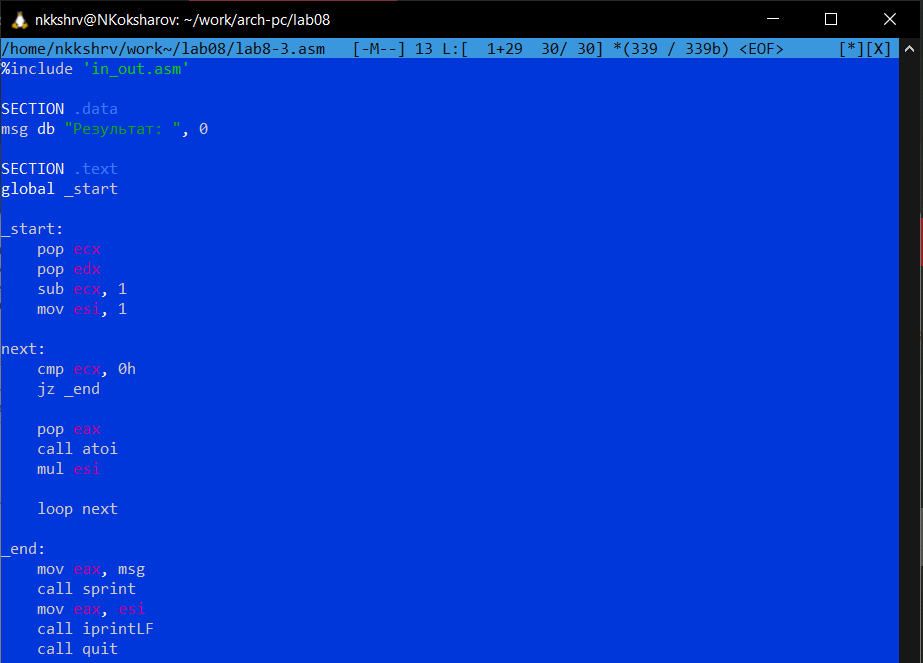 nkkshrv@NKoksharov: ~/work/arch-pc/lab08
/home/nkkshrv/work~/lab08/lab8-3.asm   [-M--] 13 L:[  1+29  30/ 30] *(339 / 339b) <EOF>      [*][X]
%include 'in_out.asm'

SECTION .data
msg db "Результат: ", 0

SECTION .text
global _start

_start:
    pop ecx
    pop edx
    sub ecx, 1
    mov esi, 1

next:
    cmp ecx, 0h
    jz _end

    pop eax
    call atoi
    mul esi

    loop next

_end:
    mov eax, msg
    call sprint
    mov eax, esi
    call iprintLF
    call quit